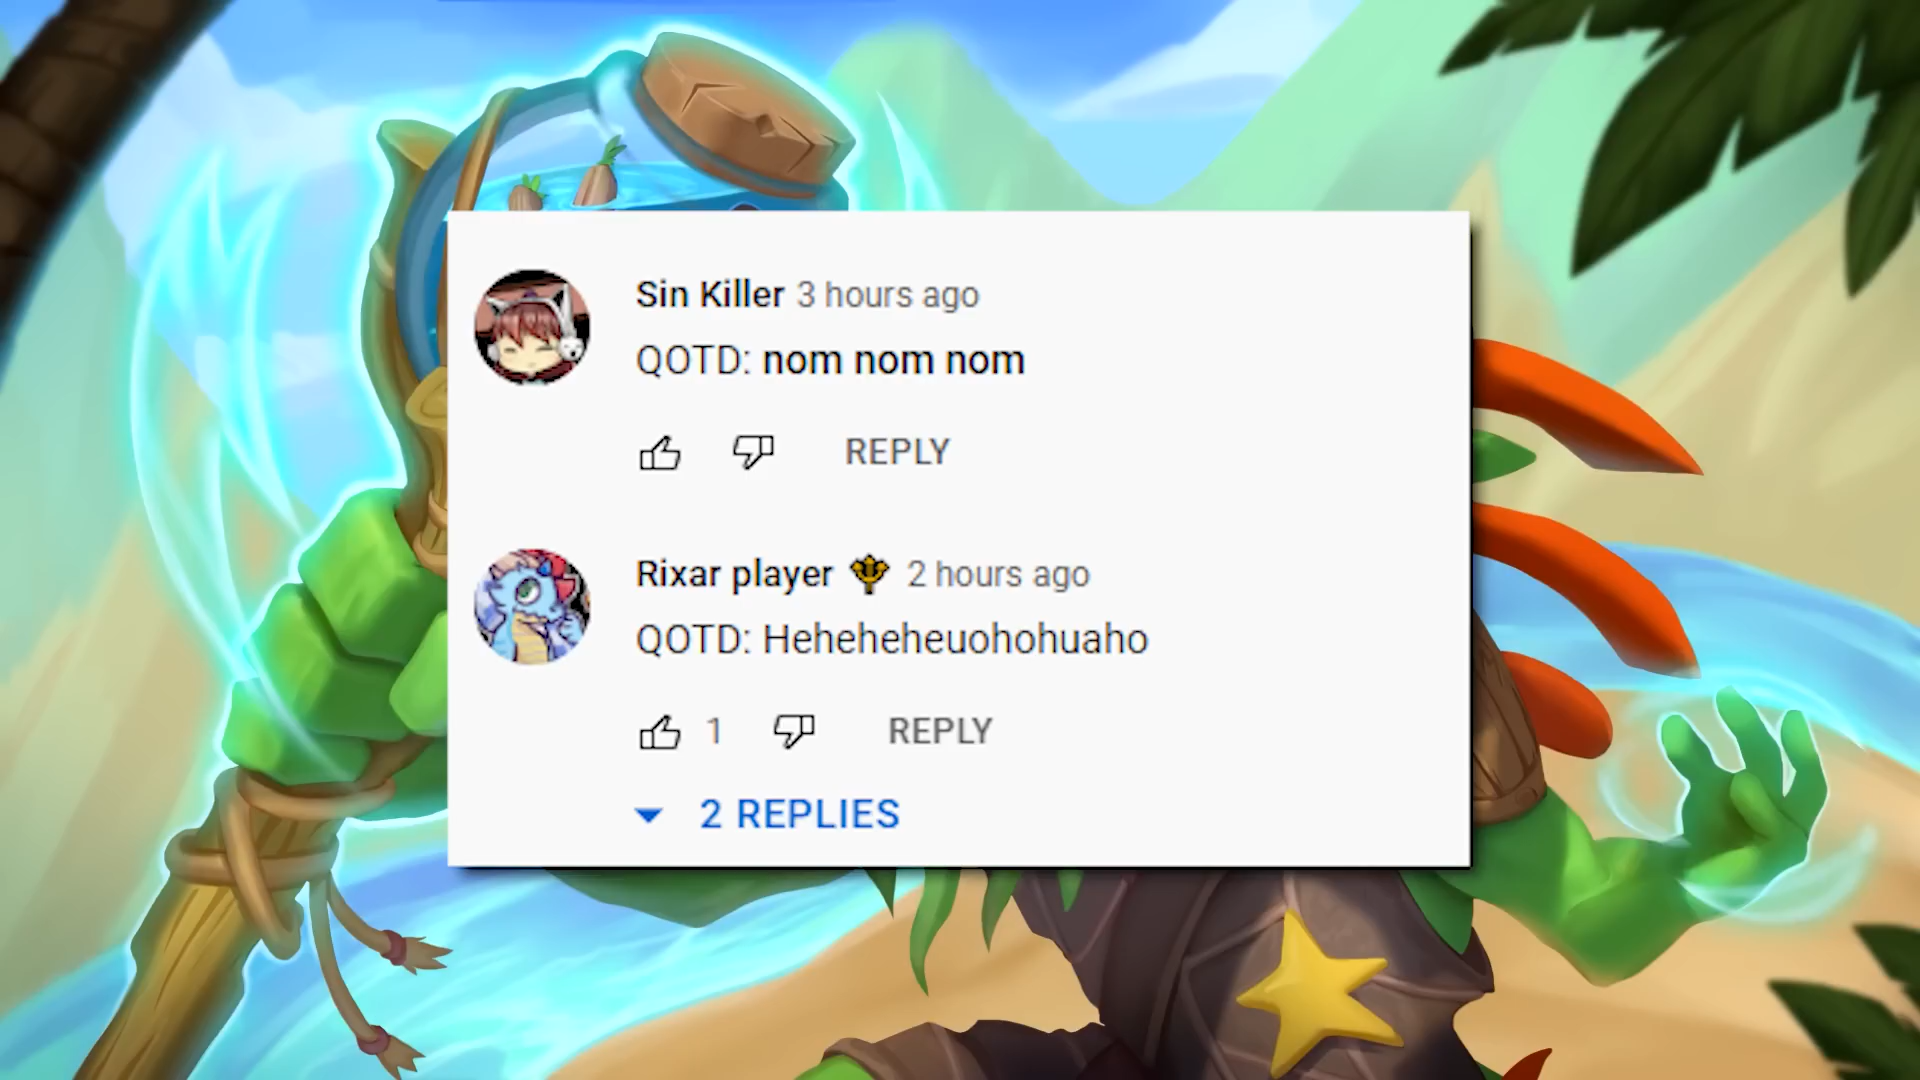 Sin Killer 3 hours ago
QOTD: nom nom nom
REPLY
Rixar player 2 hours ago
QOTD: Heheheheuohohuaho
1 REPLY
2 REPLIES